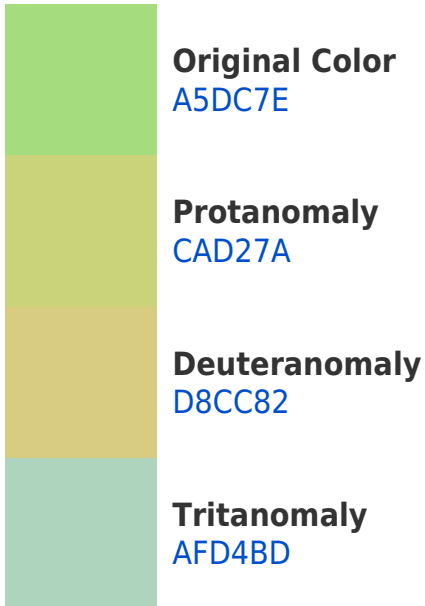 Original Color
A5DC7E
Protanomaly
CAD27A
Deuteranomaly
D8CC82
Tritanomaly
AFD4BD